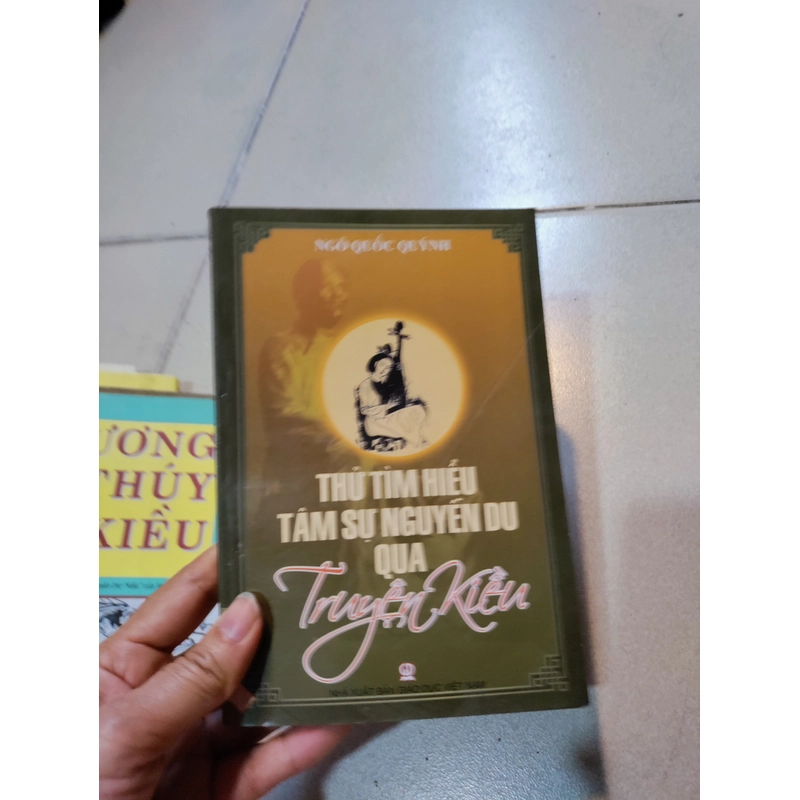 NGÔ QUỐC QUÝNH
THỬ TÌM HIỂU
TÂM SỰ NGUYỄN DU
QUA
Truyện Kiều
NHÀ XUẤT BẢN GIÁO DỤC VIỆT NAM
ƯƠNG
THÚY
KIỀU